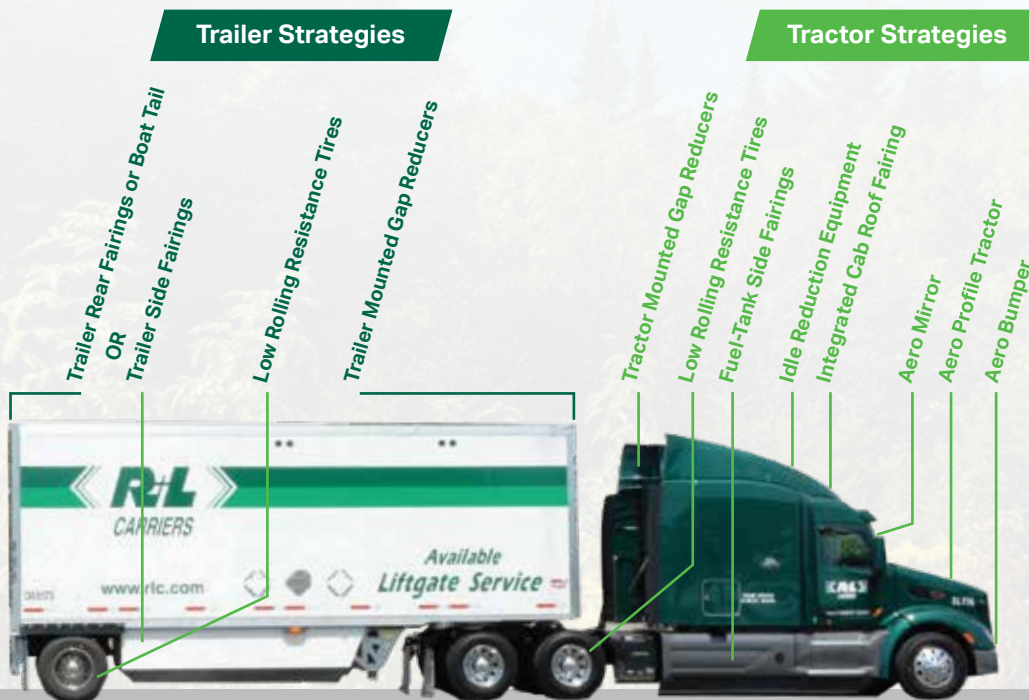 Trailer Strategies
Tractor Strategies
Trailer Rear Fairings or Boat Tail
OR
Trailer Side Fairings
Low Rolling Resistance Tires
Trailer Mounted Gap Reducers
Tractor Mounted Gap Reducers
Low Rolling Resistance Tires
Fuel-Tank Side Fairings
Idle Reduction Equipment
Integrated Cab Roof Fairing
Aero Mirror
Aero Profile Tractor
Aero Bumper
R+L
CARRIERS
www.rlc.com
Available
Liftgate Service